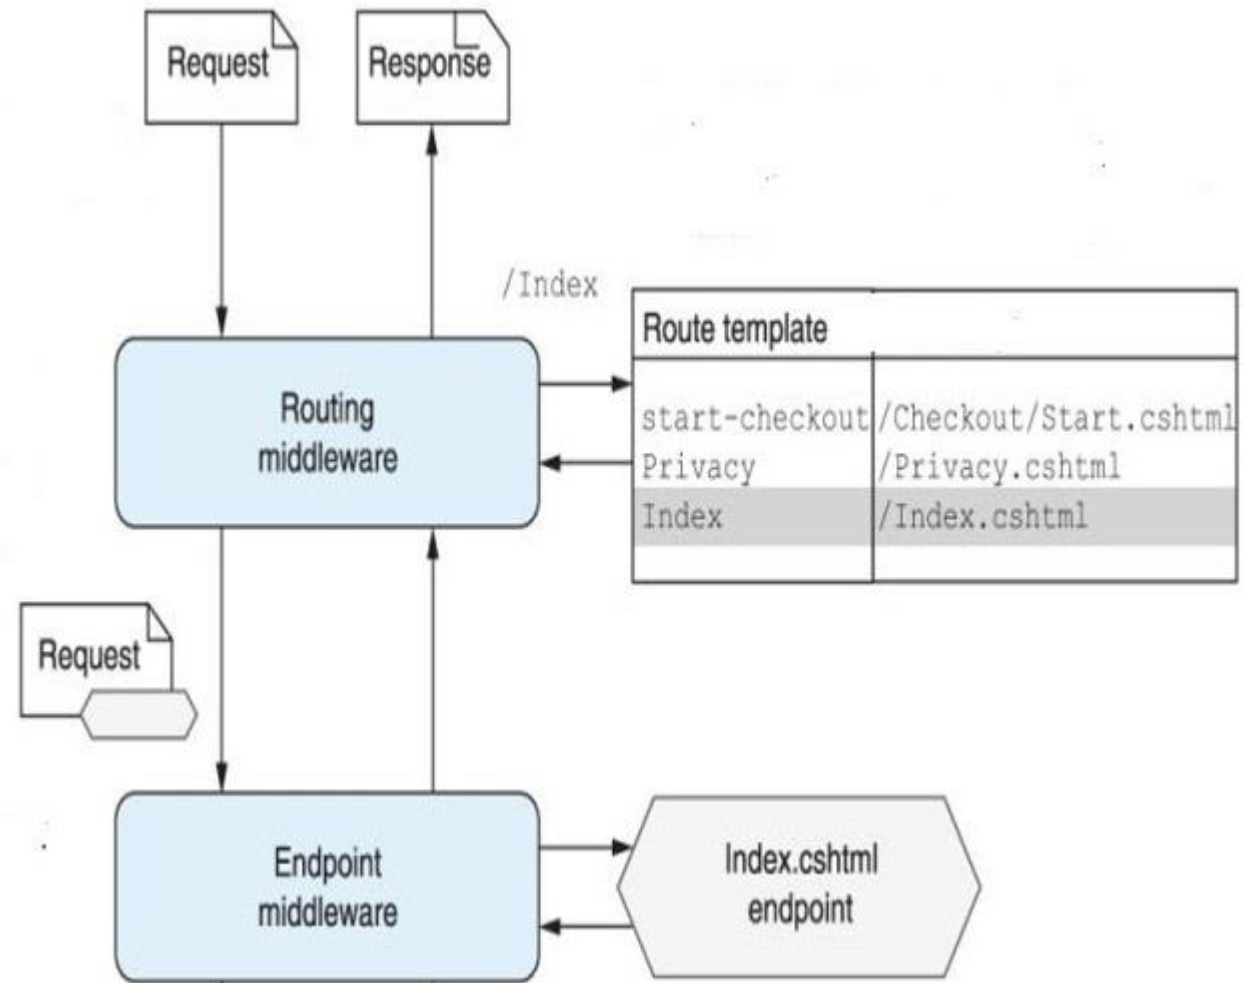 Request
Response
/Index
Route template
Routing
middleware
start-checkout /Checkout/Start.cshtml
Privacy /Privacy.cshtml
Index /Index.cshtml
Request
Endpoint
middleware
Index.cshtml
endpoint